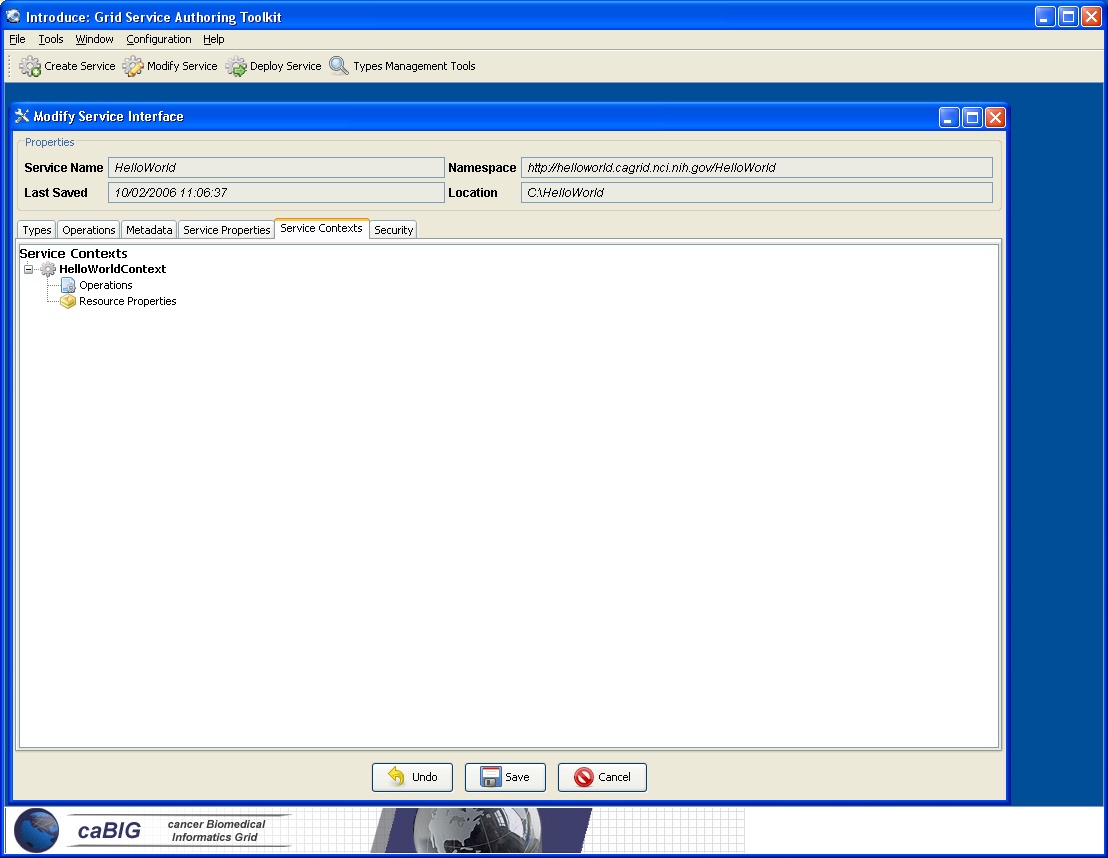 Introduce: Grid Service Authoring Toolkit
File Tools Window Configuration Help
Create Service Modify Service Deploy Service Types Management Tools
Modify Service Interface
Properties
Service Name HelloWorld Namespace http://helloworld.cagrid.nci.nih.gov/HelloWorld
Last Saved 10/02/2006 11:06:37 Location C:\HelloWorld
Types Operations Metadata Service Properties Service Contexts Security
Service Contexts
HelloWorldContext
Operations
Resource Properties
Undo Save Cancel
caBIG cancer Biomedical
Informatics Grid